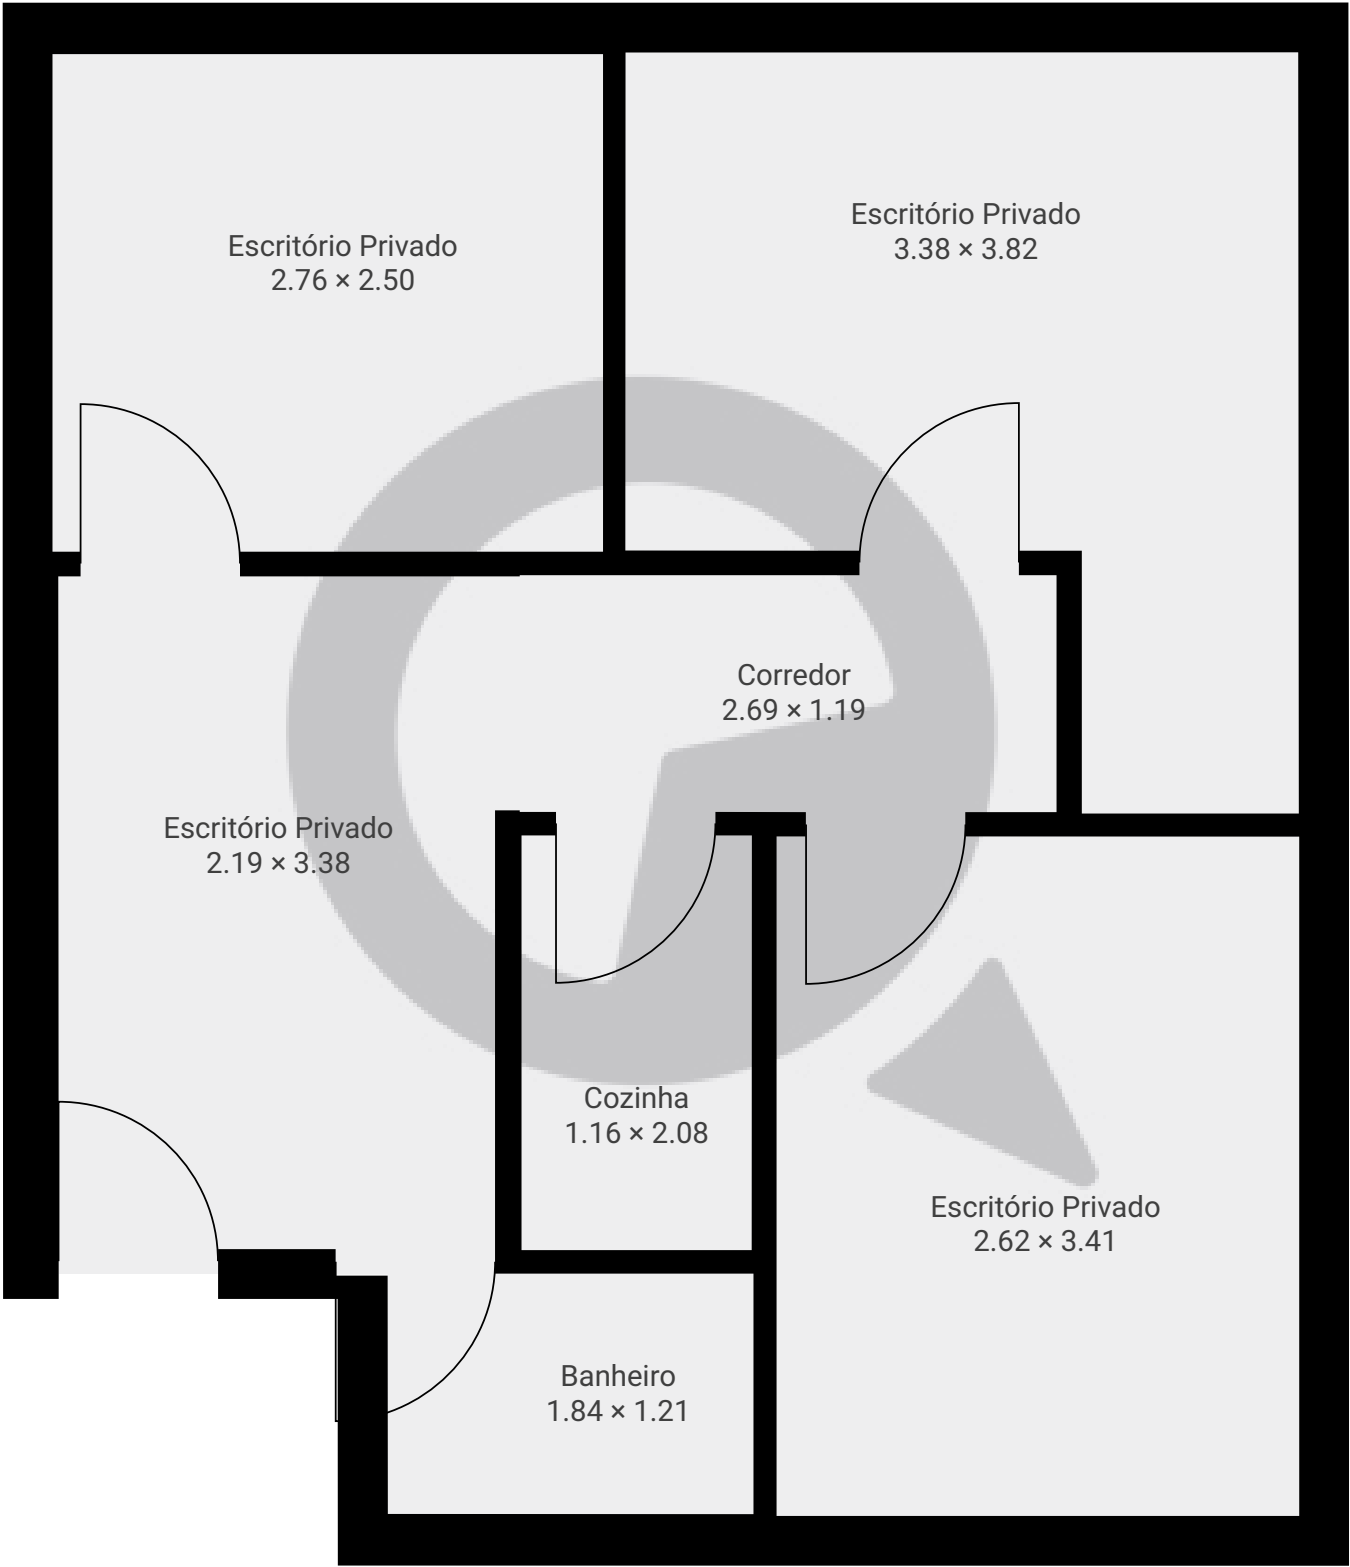 Escritório Privado
2.76 × 2.50
Escritório Privado
3.38 × 3.82
Corredor
2.69 × 1.19
Escritório Privado
2.19 × 3.38
Cozinha
1.16 × 2.08
Escritório Privado
2.62 × 3.41
Banheiro
1.84 × 1.21